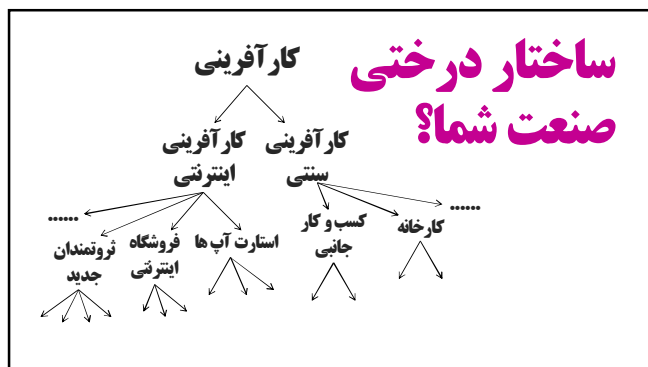 ساختار درختی
صنعت شما؟
کارآفرینی
کارآفرینی
سنتی
کارآفرینی
اینترنتی
......
کارخانه
کسب و کار
جانبی
استارت آپ ها
فروشگاه
اینترنتی
ثروتمندان
جدید
......